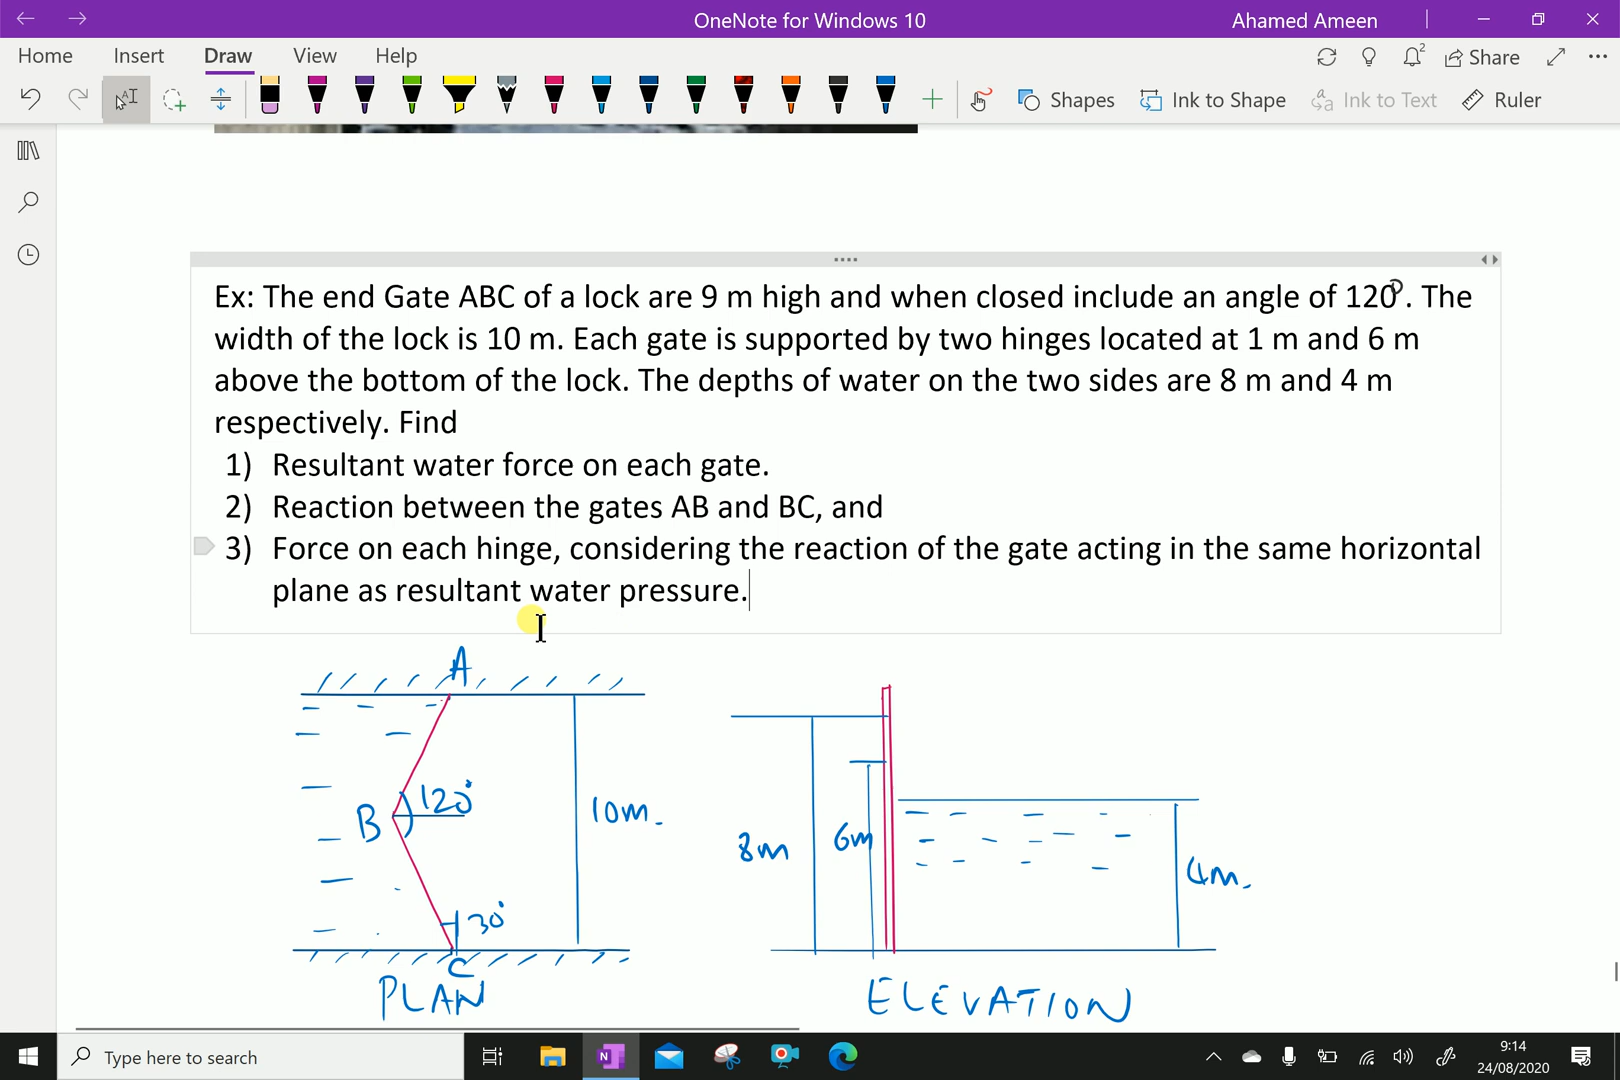 OneNote for Windows 10
Ahamed Ameen
Home Insert Draw View Help
2
Share
Shapes
Ink to Shape
Ink to Text
Ruler
Ex: The end Gate ABC of a lock are 9 m high and when closed include an angle of 120°. The
width of the lock is 10 m. Each gate is supported by two hinges located at 1 m and 6 m
above the bottom of the lock. The depths of water on the two sides are 8 m and 4 m
respectively. Find
1) Resultant water force on each gate.
2) Reaction between the gates AB and BC, and
3) Force on each hinge, considering the reaction of the gate acting in the same horizontal
plane as resultant water pressure.
A
120°
B
10m.
30°
C
PLAN
8m
6m
4m.
ELEVATION
Type here to search
9:14
24/08/2020